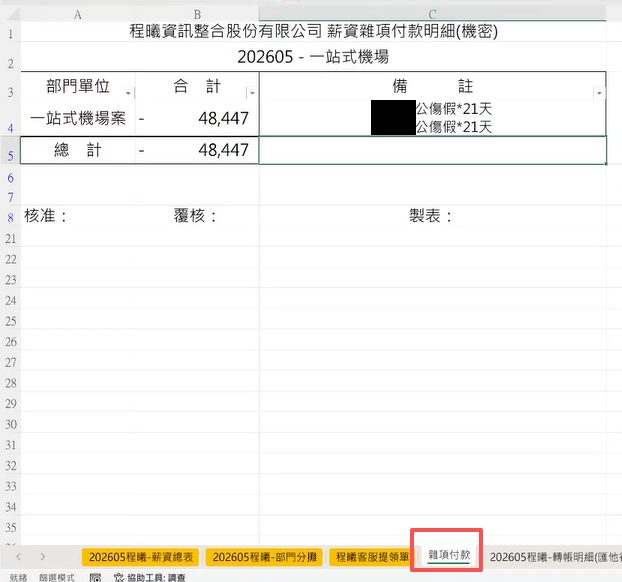 A B C
1 程曦資訊整合股份有限公司 薪資雜項付款明細(機密)
2 202605 - 一站式機場
3 部門單位 合 計 備 註
公傷假*21天
4 一站式機場案 - 48,447 公傷假*21天
5 總 計 - 48,447
6
7
8 核准： 覆核： 製表：
21
22
23
24
25
26
27
28
29
30
31
32
33
34
35
202605程曦-薪資總表 202605程曦-部門分攤 程曦客服提領單 雜項付款 202605程曦-轉帳明細(匯他行
就緒 篩選模式 協助工具: 調查